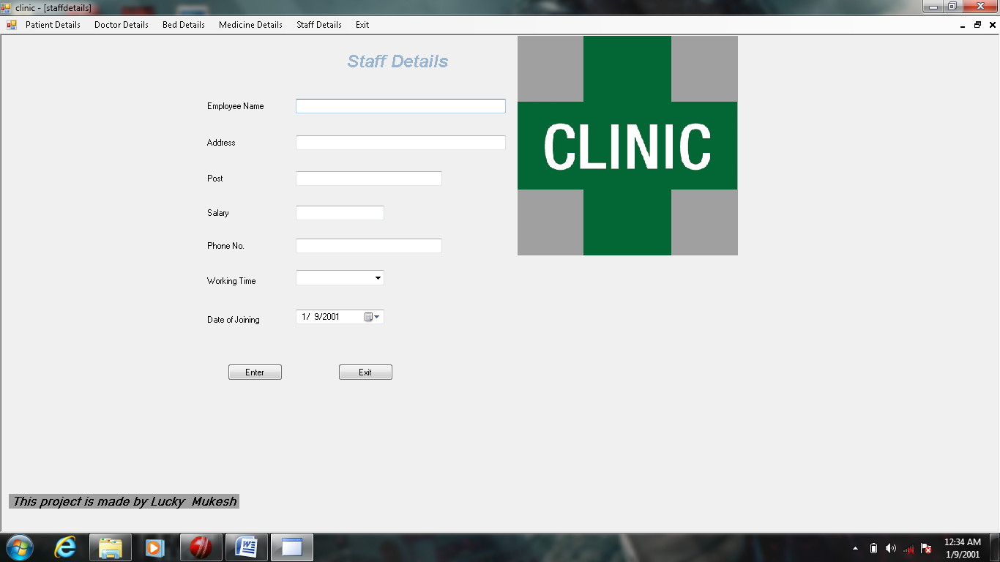 clinic - [staffdetails]
Patient Details Doctor Details Bed Details Medicine Details Staff Details Exit
Staff Details
Employee Name
Address
Post
Salary
Phone No.
Working Time
Date of Joining 1/ 9/2001
Enter Exit
CLINIC
This project is made by Lucky Mukesh
12:34 AM
1/9/2001